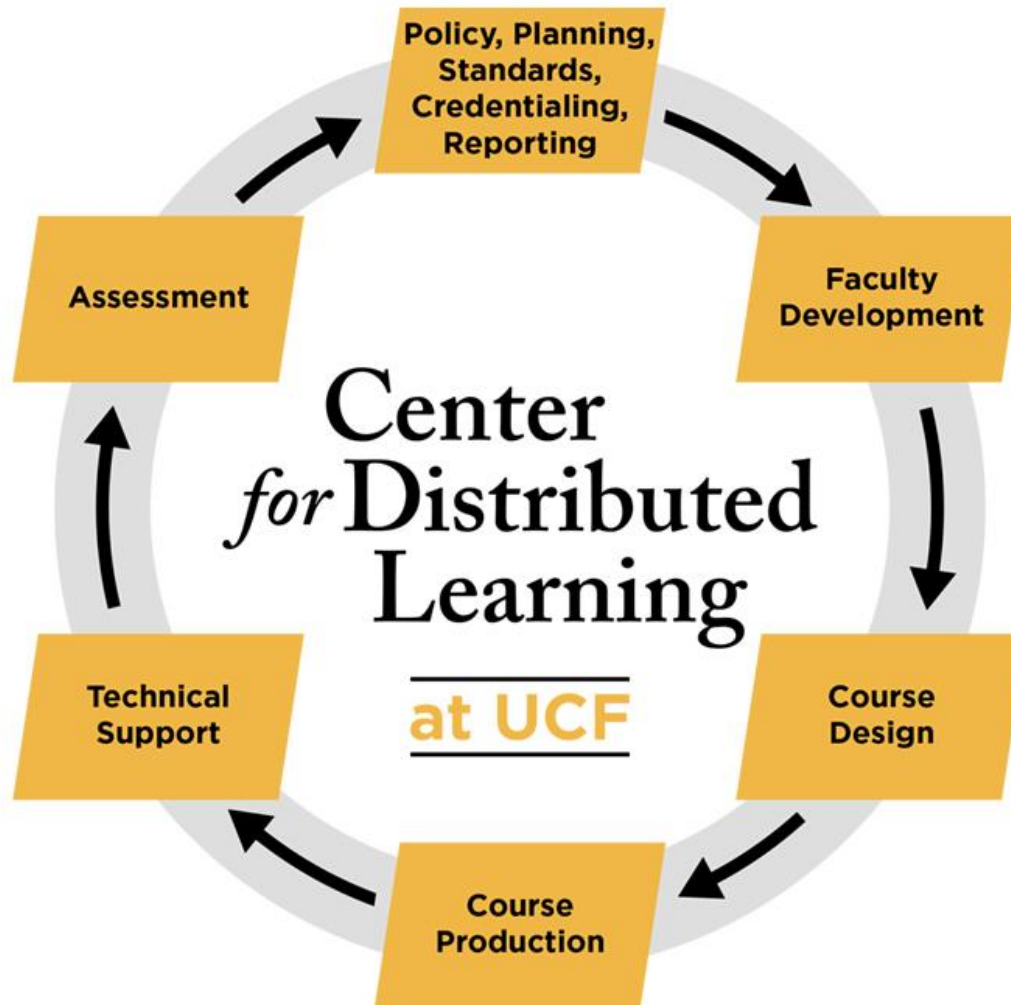 Policy, Planning,
Standards,
Credentialing,
Reporting
Faculty
Development
Course
Design
Course
Production
Technical
Support
Assessment
Center
for Distributed
Learning
at UCF